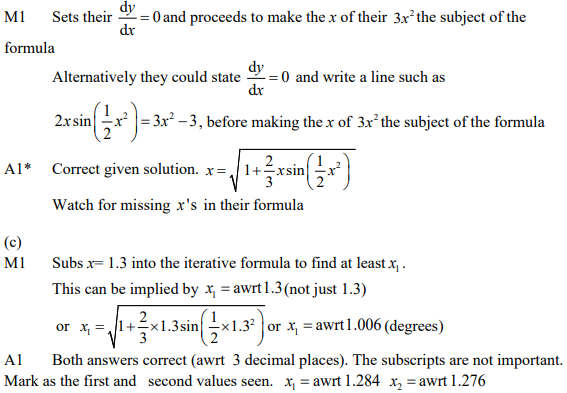 M1 Sets their dy/dx = 0 and proceeds to make the x of their 3x² the subject of the
formula
Alternatively they could state dy/dx = 0 and write a line such as
2x sin(1/2 x²) = 3x² − 3, before making the x of 3x² the subject of the formula
A1* Correct given solution. x = √(1 + 2/3 x sin(1/2 x²))
Watch for missing x's in their formula
(c)
M1 Subs x= 1.3 into the iterative formula to find at least x₁ .
This can be implied by x₁ = awrt 1.3 (not just 1.3)
or x₁ = √(1 + 2/3 × 1.3 sin(1/2 × 1.3²)) or x₁ = awrt 1.006 (degrees)
A1 Both answers correct (awrt 3 decimal places). The subscripts are not important.
Mark as the first and second values seen. x₁ = awrt 1.284 x₂ = awrt 1.276